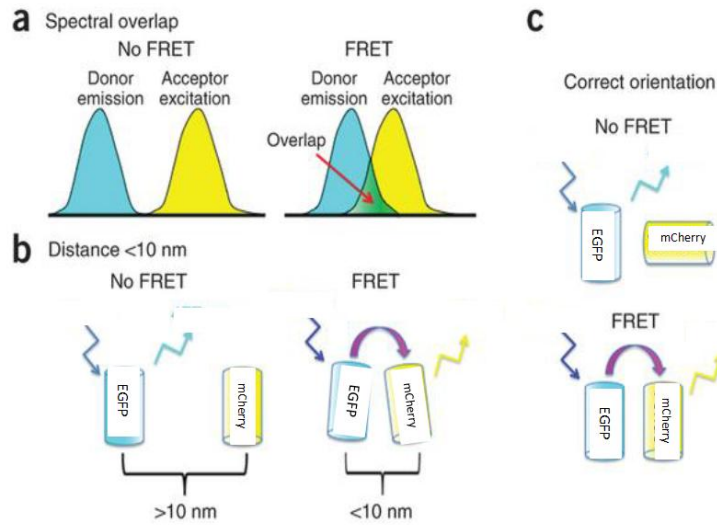 a Spectral overlap
No FRET
Donor
emission
Acceptor
excitation
FRET
Donor
emission
Acceptor
excitation
Overlap
b Distance <10 nm
No FRET
EGFP
mCherry
>10 nm
FRET
EGFP
mCherry
<10 nm
c
Correct orientation
No FRET
EGFP
mCherry
FRET
EGFP
mCherry